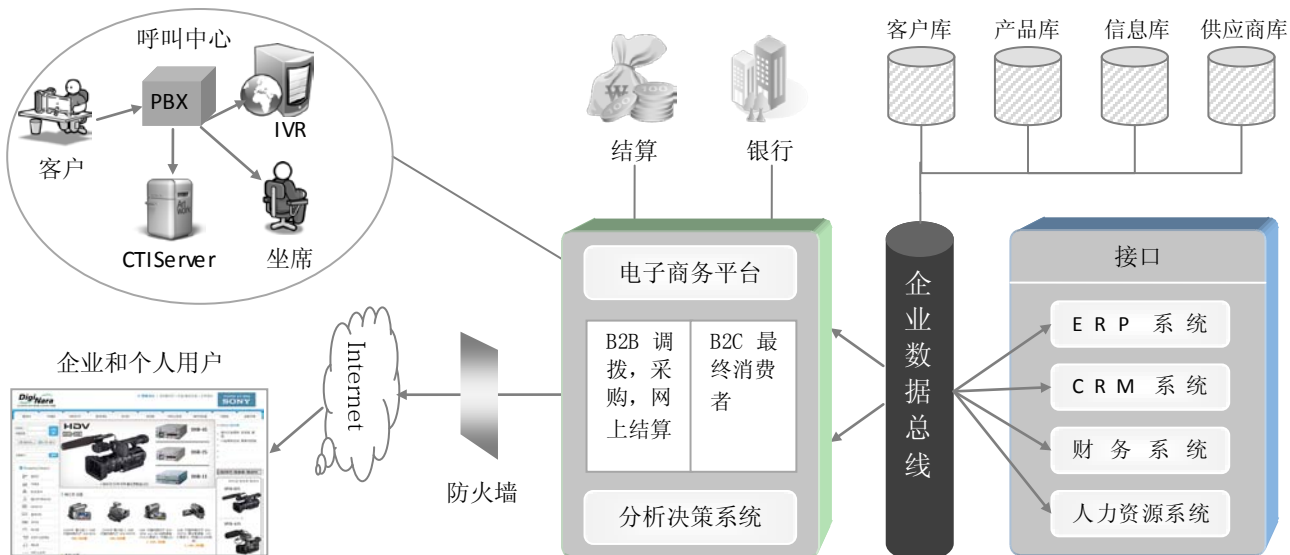 呼叫中心
PBX
IVR
客户
CTIServer
坐席
结算
银行
客户库
产品库
信息库
供应商库
电子商务平台
B2B 调
拨，采
购，网
上结算
B2C 最
终消费
者
分析决策系统
企业数据总线
接口
ERP 系统
CRM 系统
财务系统
人力资源系统
Internet
防火墙
企业和个人用户
Digi
Nara
SONY
HDV